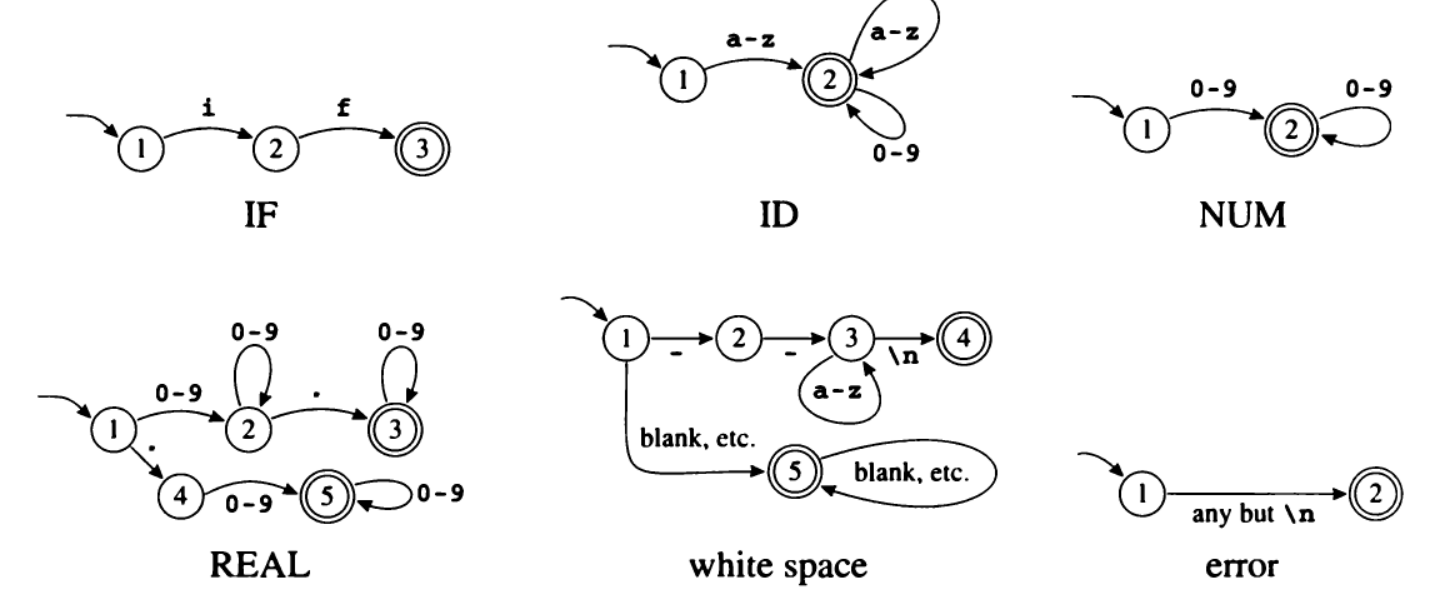 i f
1 2 3
IF
a-z a-z
1 2
0-9
ID
0-9 0-9
1 2
NUM
0-9 0-9
0-9 .
1 2 3
.
4 0-9 5 0-9
REAL
1 - 2 - 3 \n 4
a-z
blank, etc.
5 blank, etc.
white space
1 2
any but \n
error